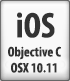 iOS
Objective C
OSX 10.11